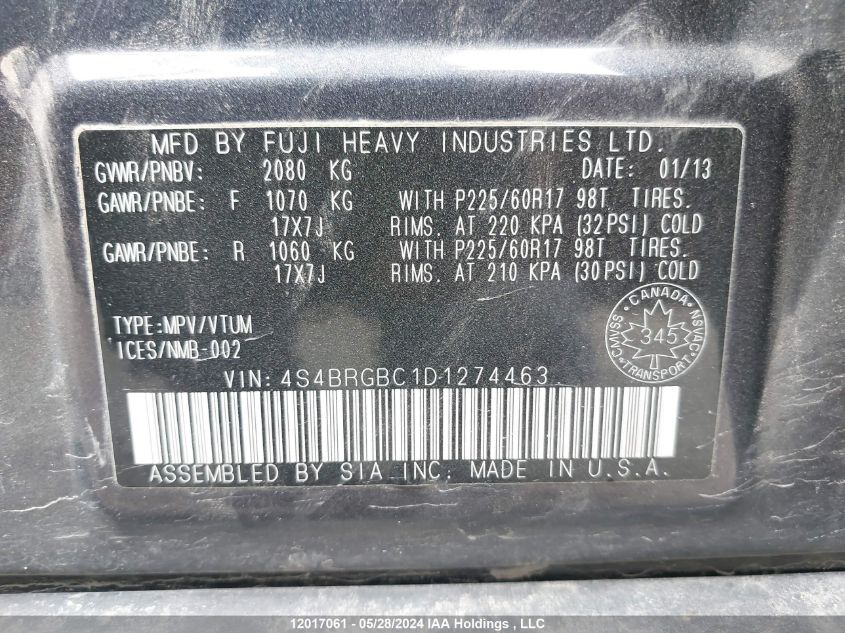 MFD BY FUJI HEAVY INDUSTRIES LTD.
GVWR/PNBV: 2080 KG DATE: 01/13
GAWR/PNBE: F 1070 KG WITH P225/60R17 98T TIRES.
17X7J RIMS. AT 220 KPA (32PSI) COLD
GAWR/PNBE: R 1060 KG WITH P225/60R17 98T TIRES.
17X7J RIMS. AT 210 KPA (30PSI) COLD
TYPE:MPV/VTUM
ICES/NMB-002
CANADA
CMVSS 345 NSVAC
TRANSPORT
VIN: 4S4BRGBC1D1274463
ASSEMBLED BY SIA INC. MADE IN U.S.A.
12017061 - 05/28/2024 IAA Holdings , LLC